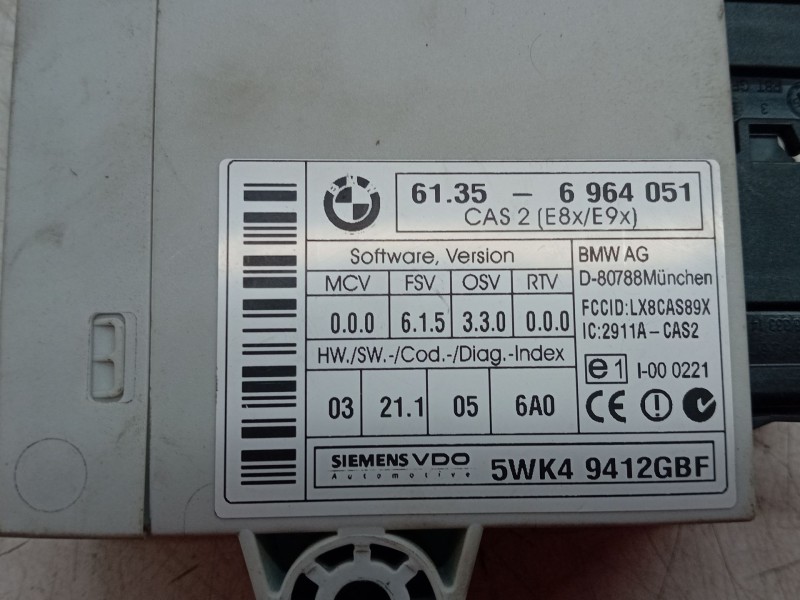 BMW
61.35 - 6 964 051
CAS 2 (E8x/E9x)
Software, Version
MCV FSV OSV RTV
0.0.0 6.1.5 3.3.0 0.0.0
HW./SW.-/Cod.-/Diag.-Index
03 21.1 05 6A0
BMW AG
D-80788München
FCCID:LX8CAS89X
IC:2911A-CAS2
e1 I-00 0221
CE
SIEMENS VDO
Automotive
5WK4 9412GBF